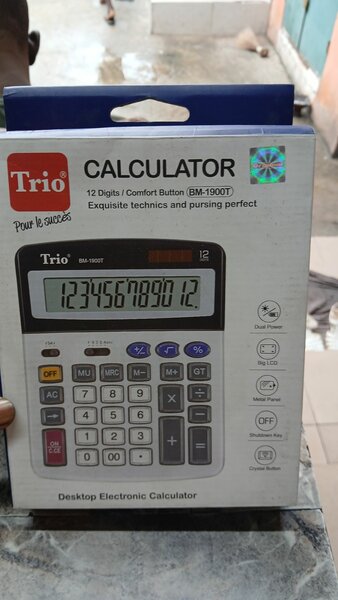 Trio®
Pour le succès
CALCULATOR
12 Digits / Comfort Button BM-1900T
Exquisite technics and pursing perfect
Trio®
BM-1900T
12
123456789012.
OFF
MU
MRC
M-
M+
GT
+/-
√
%
AC
7
8
9
×
÷
→
4
5
6
-
ON
C.CE
1
2
3
+
=
0
00
•
Dual Power
Big LCD
Metal Panel
OFF
Shutdown Key
Crystal Button
Desktop Electronic Calculator